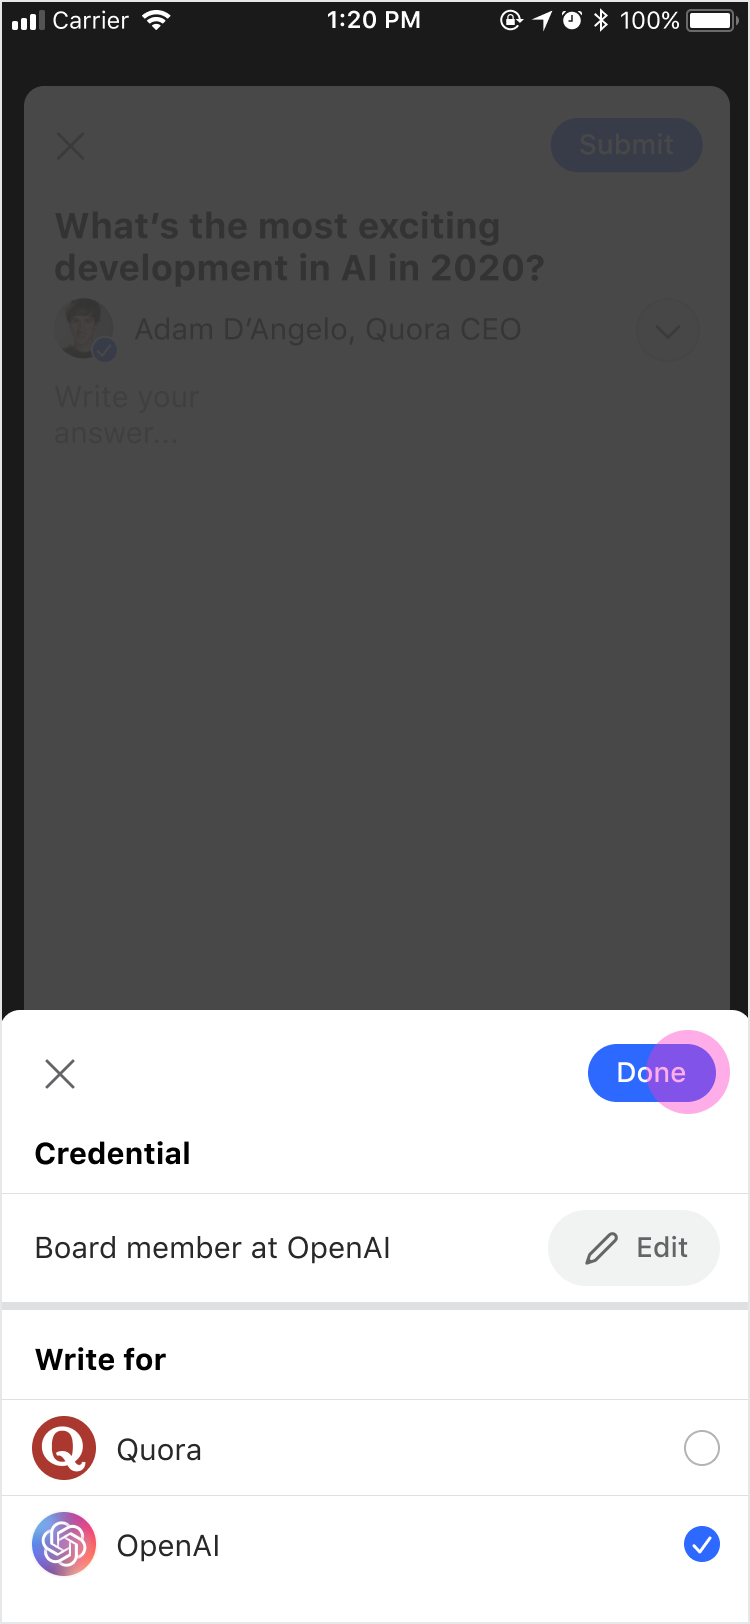 Carrier 1:20 PM 100%
Submit
What's the most exciting
development in AI in 2020?
Adam D'Angelo, Quora CEO
Write your
answer...
Done
Credential
Board member at OpenAI
Edit
Write for
Q Quora
OpenAI